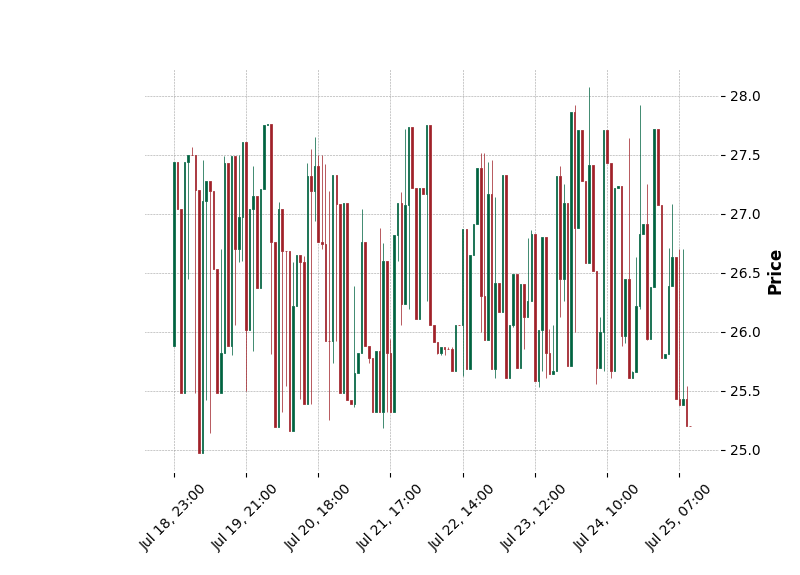 28.0
27.5
27.0
26.5
26.0
25.5
25.0
Price
Jul 18, 23:00
Jul 19, 21:00
Jul 20, 18:00
Jul 21, 17:00
Jul 22, 14:00
Jul 23, 12:00
Jul 24, 10:00
Jul 25, 07:00